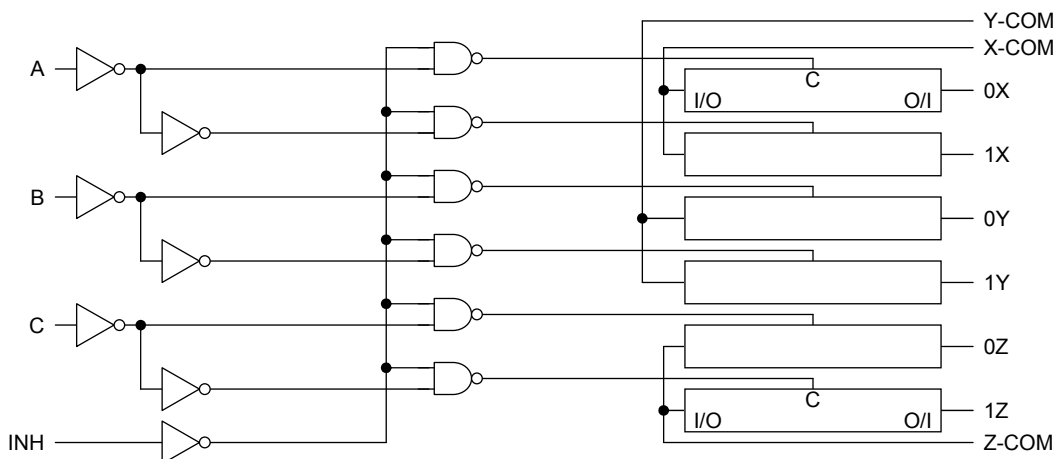 Y-COM
X-COM
A
C
I/O
O/I
0X
1X
B
0Y
1Y
C
0Z
C
I/O
O/I
1Z
INH
Z-COM